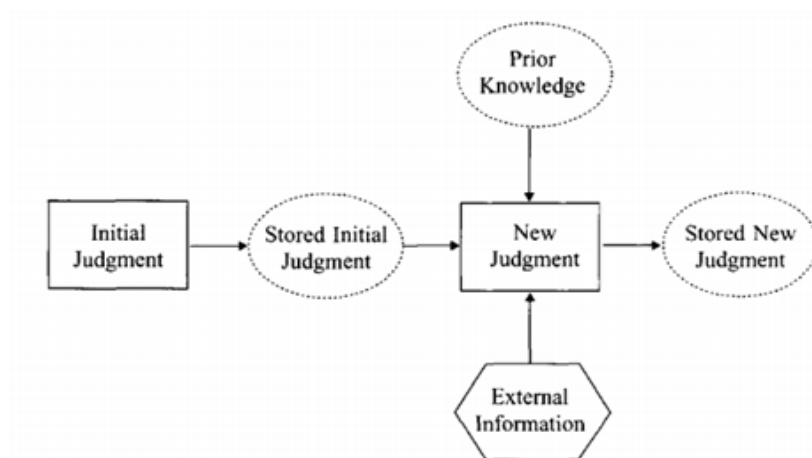 Prior
Knowledge
Initial
Judgment
Stored Initial
Judgment
New
Judgment
Stored New
Judgment
External
Information